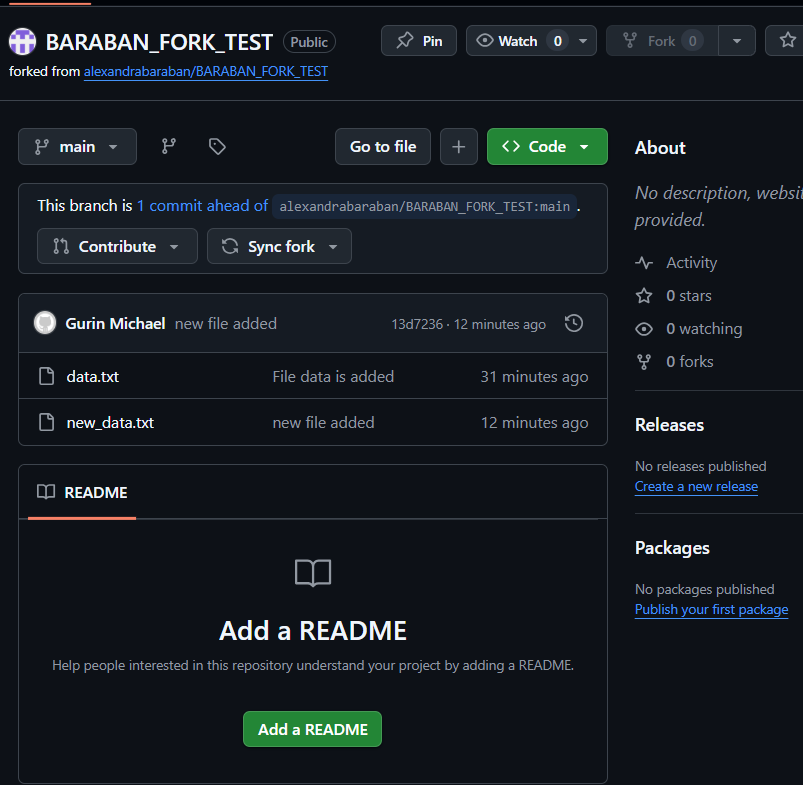 BARABAN_FORK_TEST Public Pin Watch 0 Fork 0
forked from alexandrabaraban/BARABAN_FORK_TEST
main Go to file Code
This branch is 1 commit ahead of alexandrabaraban/BARABAN_FORK_TEST:main .
Contribute Sync fork
Gurin Michael new file added 13d7236 · 12 minutes ago
data.txt File data is added 31 minutes ago
new_data.txt new file added 12 minutes ago
README
Add a README
Help people interested in this repository understand your project by adding a README.
Add a README
About
No description, websi
provided.
Activity
0 stars
0 watching
0 forks
Releases
No releases published
Create a new release
Packages
No packages published
Publish your first package